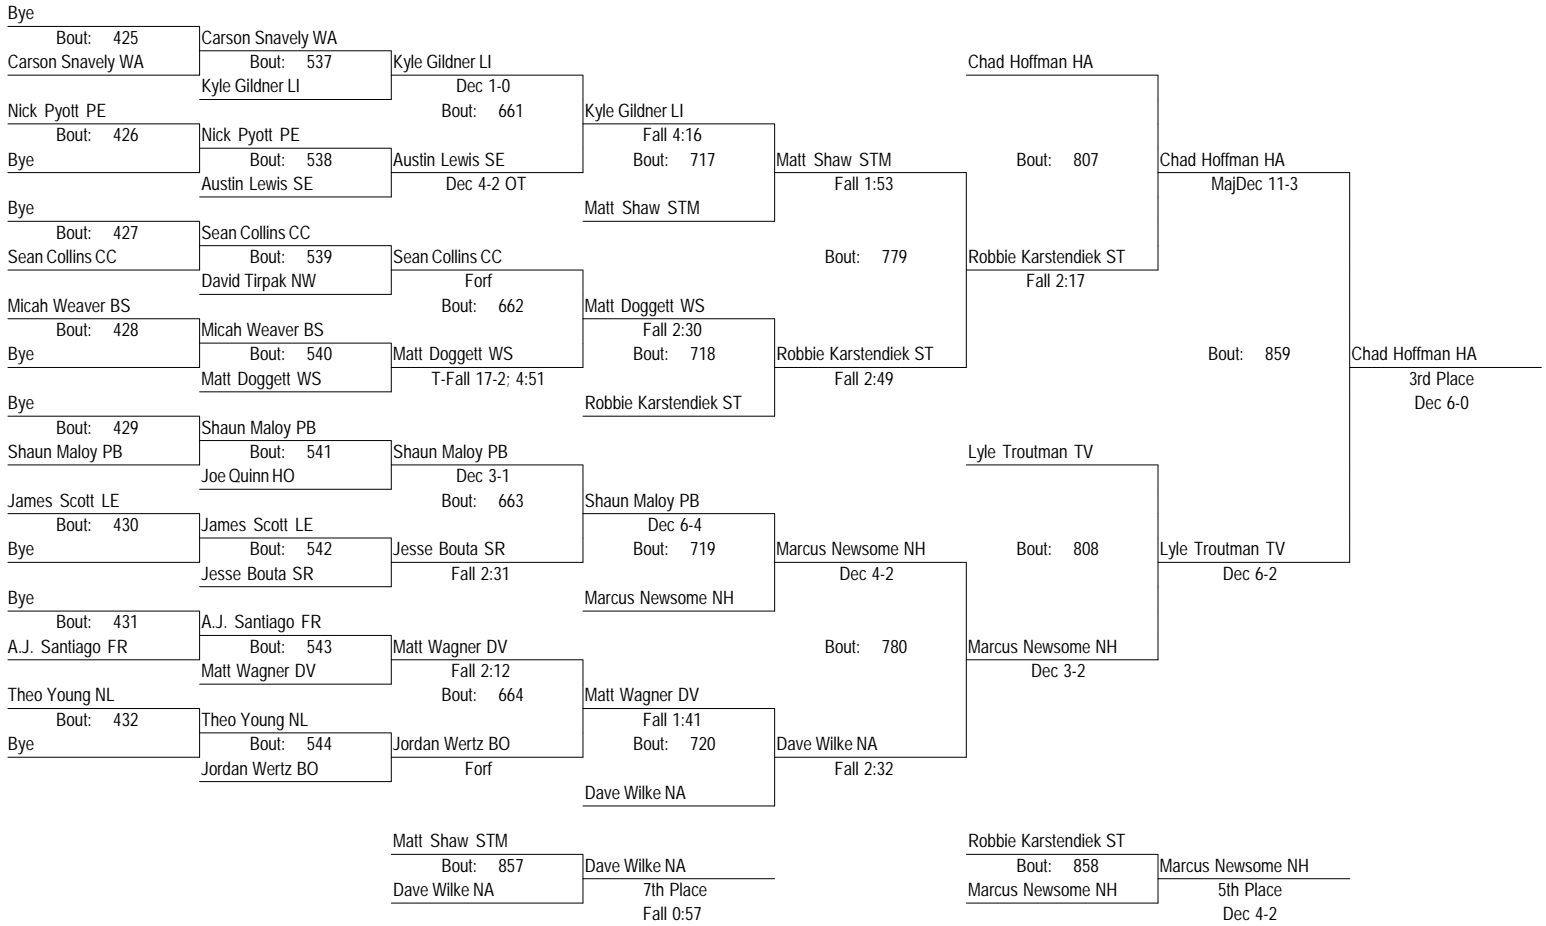 Bye
Bout: 425
Carson Snavely WA
Nick Pyott PE
Bout: 426
Bye
Bye
Bout: 427
Sean Collins CC
Micah Weaver BS
Bout: 428
Bye
Bye
Bout: 429
Shaun Maloy PB
James Scott LE
Bout: 430
Bye
Bye
Bout: 431
A.J. Santiago FR
Theo Young NL
Bout: 432
Bye
Carson Snavely WA
Bout: 537
Kyle Gildner LI
Nick Pyott PE
Bout: 538
Austin Lewis SE
Sean Collins CC
Bout: 539
David Tirpak NW
Micah Weaver BS
Bout: 540
Matt Doggett WS
Shaun Maloy PB
Bout: 541
Joe Quinn HO
James Scott LE
Bout: 542
Jesse Bouta SR
A.J. Santiago FR
Bout: 543
Matt Wagner DV
Theo Young NL
Bout: 544
Jordan Wertz BO
Kyle Gildner LI
Dec 1-0
Bout: 661
Austin Lewis SE
Dec 4-2 OT
Sean Collins CC
Forf
Bout: 662
Matt Doggett WS
T-Fall 17-2; 4:51
Shaun Maloy PB
Dec 3-1
Bout: 663
Jesse Bouta SR
Fall 2:31
Matt Wagner DV
Fall 2:12
Bout: 664
Jordan Wertz BO
Forf
Kyle Gildner LI
Fall 4:16
Bout: 717
Matt Shaw STM
Matt Doggett WS
Fall 2:30
Bout: 718
Robbie Karstendiek ST
Shaun Maloy PB
Dec 6-4
Bout: 719
Marcus Newsome NH
Matt Wagner DV
Fall 1:41
Bout: 720
Dave Wilke NA
Matt Shaw STM
Fall 1:53
Bout: 779
Robbie Karstendiek ST
Fall 2:49
Marcus Newsome NH
Dec 4-2
Bout: 780
Dave Wilke NA
Fall 2:32
Chad Hoffman HA
Bout: 807
Robbie Karstendiek ST
Fall 2:17
Lyle Troutman TV
Bout: 808
Marcus Newsome NH
Dec 3-2
Chad Hoffman HA
MajDec 11-3
Bout: 859
Lyle Troutman TV
Dec 6-2
Chad Hoffman HA
3rd Place
Dec 6-0
Matt Shaw STM
Bout: 857
Dave Wilke NA
Dave Wilke NA
7th Place
Fall 0:57
Robbie Karstendiek ST
Bout: 858
Marcus Newsome NH
Marcus Newsome NH
5th Place
Dec 4-2